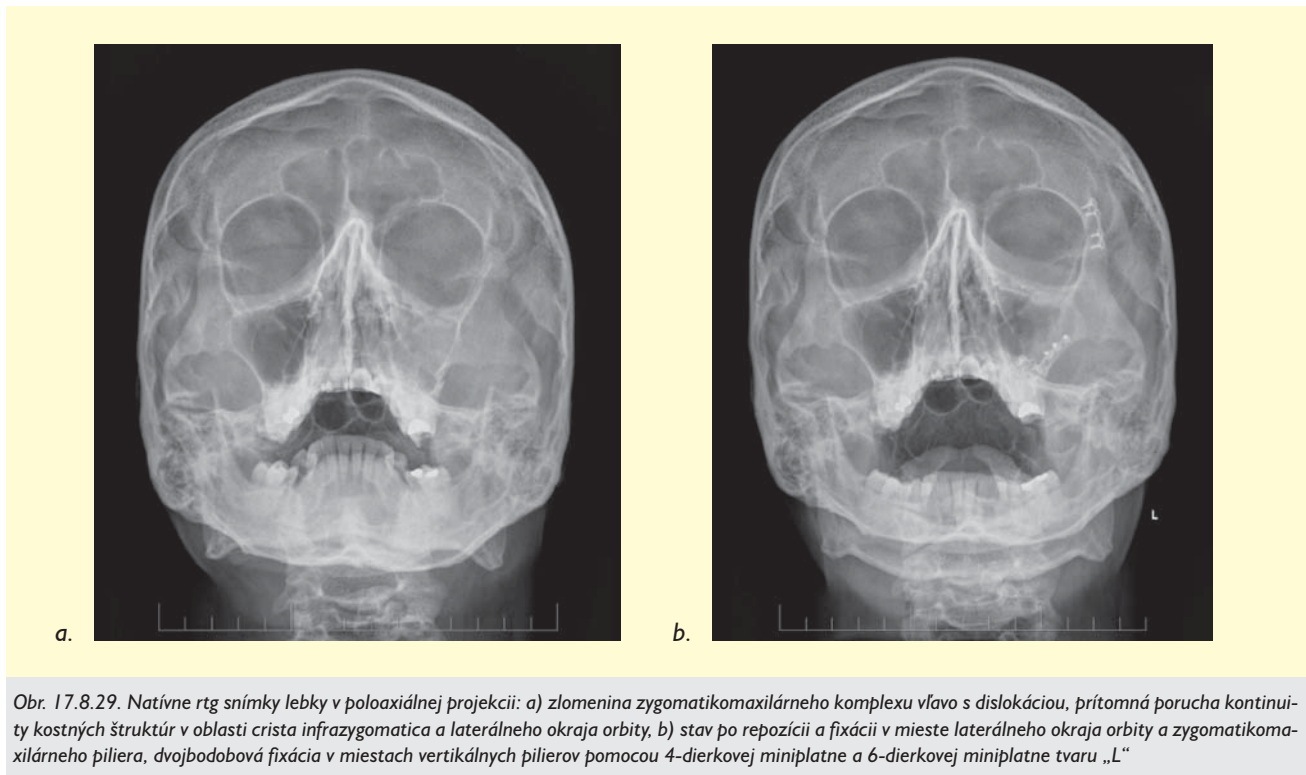 L
a.
b.
Obr. 17.8.29. Natívne rtg snímky lebky v poloaxiálnej projekcii: a) zlomenina zygomatikomaxilárneho komplexu vľavo s dislokáciou, prítomná porucha kontinui-
ty kostných štruktúr v oblasti crista infrazygomatica a laterálneho okraja orbity, b) stav po repozícii a fixácii v mieste laterálneho okraja orbity a zygomatikoma-
xilárneho piliera, dvojbodobová fixácia v miestach vertikálnych pilierov pomocou 4-dierkovej miniplatne a 6-dierkovej miniplatne tvaru „L“